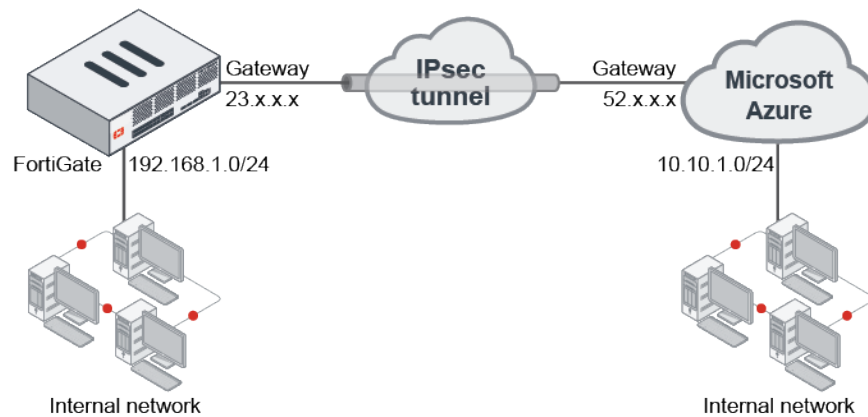 Gateway
23.x.x.x
IPsec
tunnel
Gateway
52.x.x.x
Microsoft
Azure
FortiGate
192.168.1.0/24
10.10.1.0/24
Internal network
Internal network